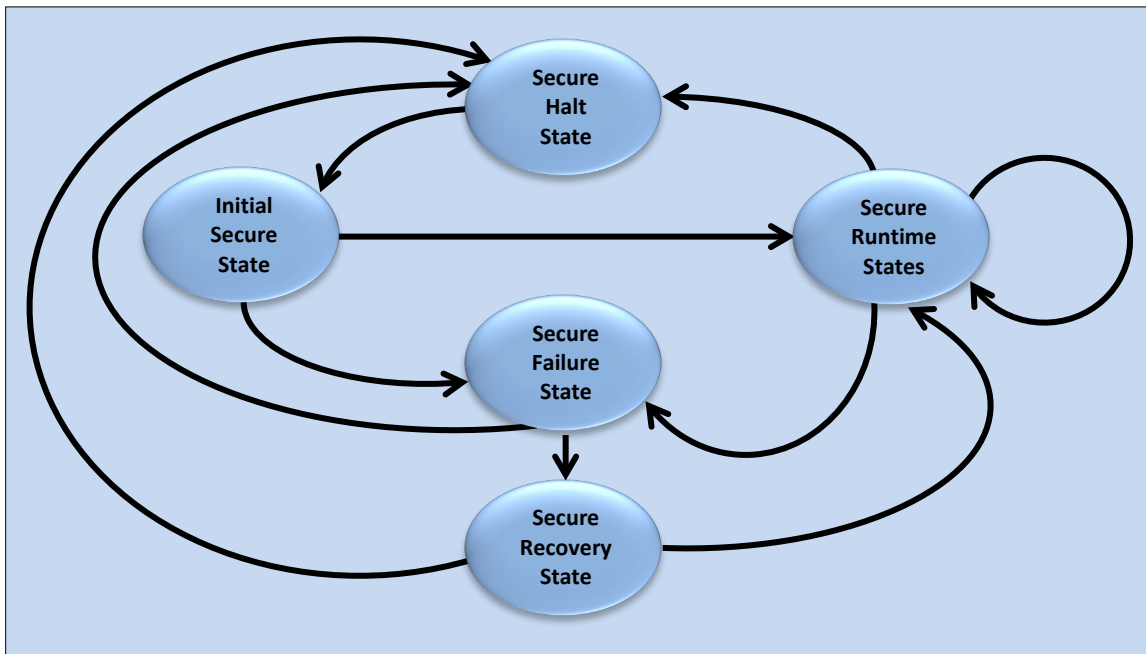 Secure
Halt
State
Initial
Secure
State
Secure
Runtime
States
Secure
Failure
State
Secure
Recovery
State